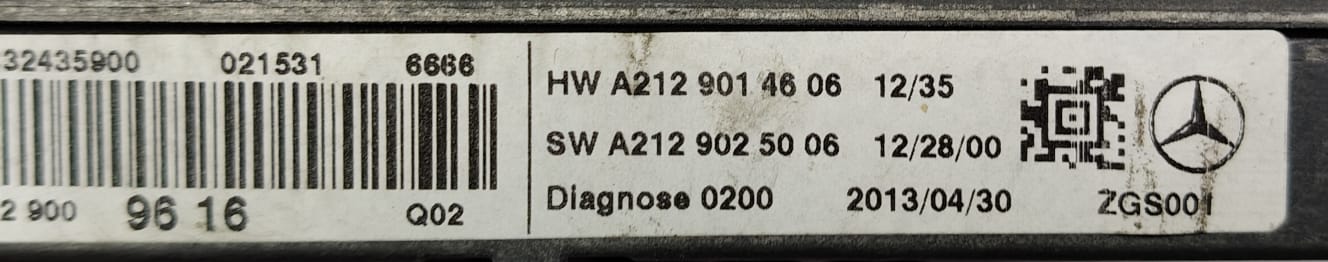 32435900 021531 6666
2 900 96 16 Q02
HW A212 901 46 06 12/35
SW A212 902 50 06 12/28/00
Diagnose 0200 2013/04/30 ZGS001